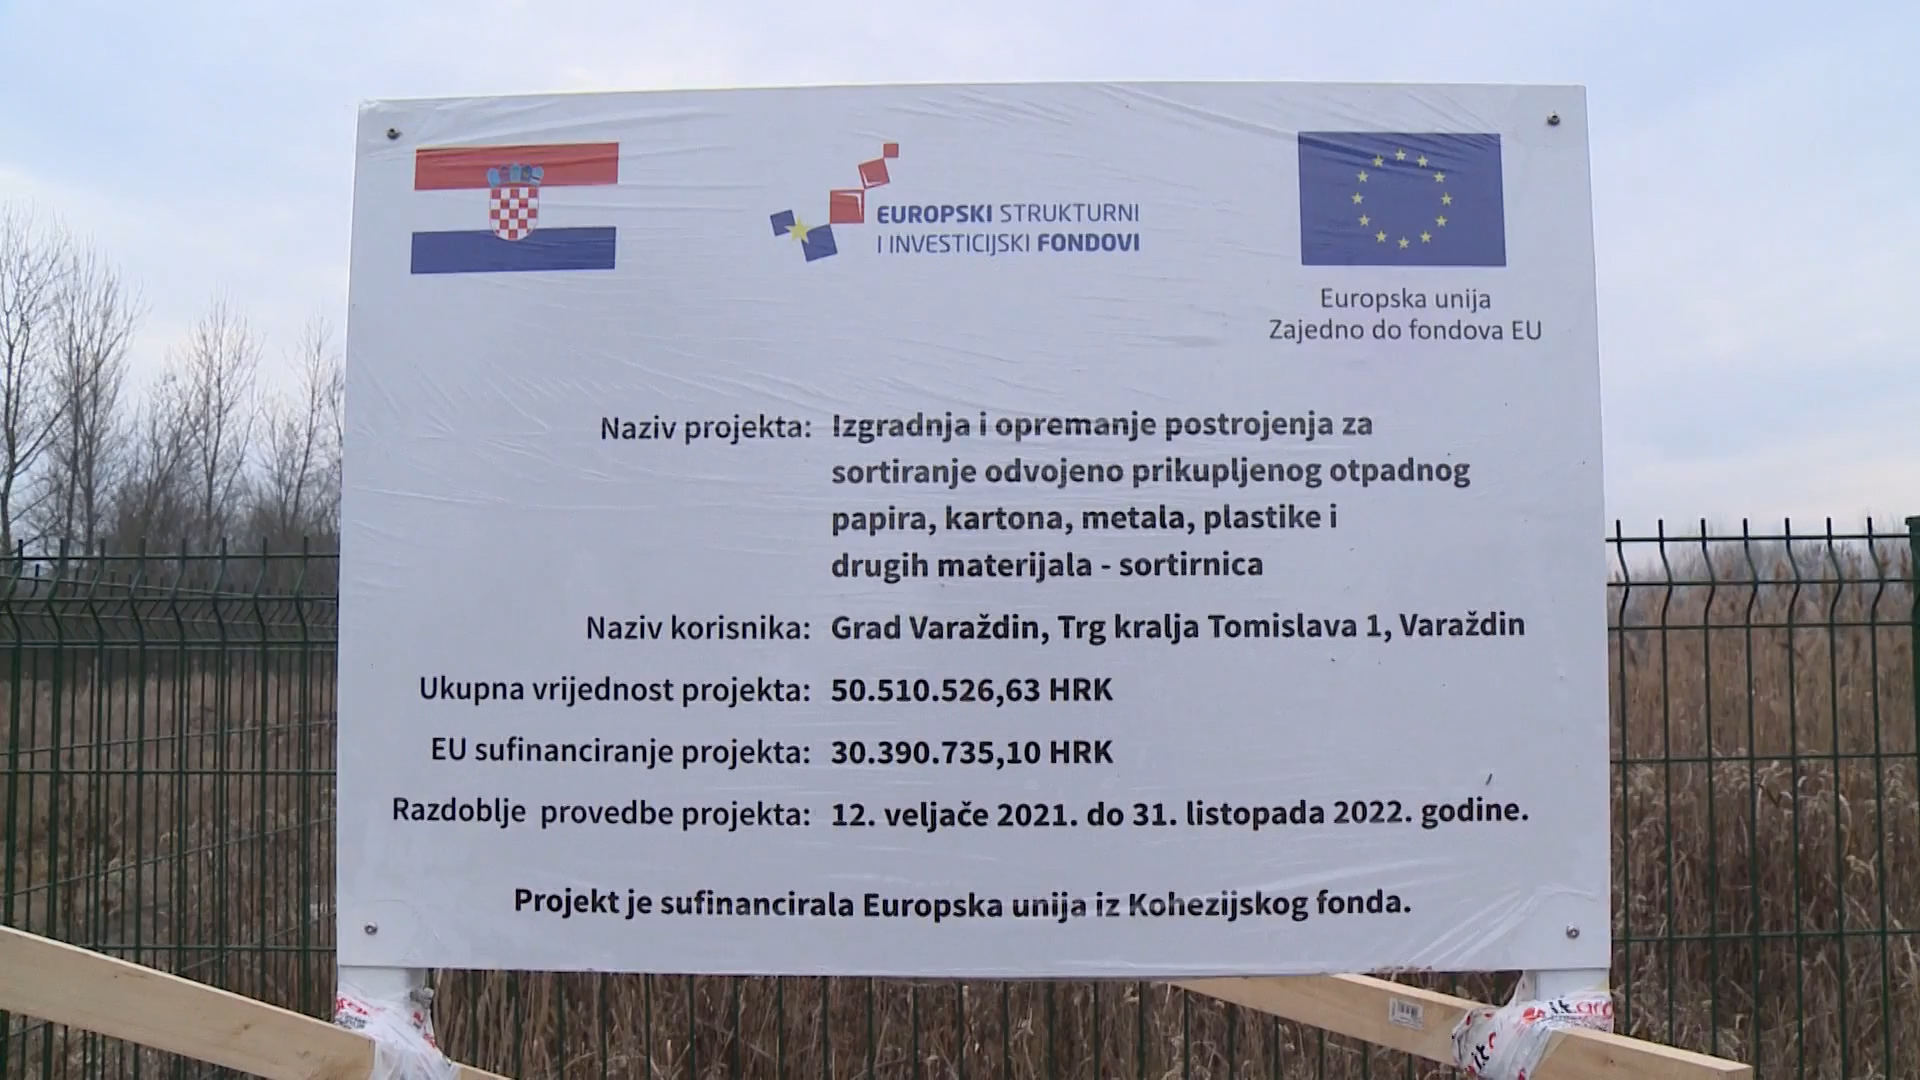 EUROPSKI STRUKTURNI
I INVESTICIJSKI FONDOVI
Europska unija
Zajedno do fondova EU
Naziv projekta: Izgradnja i opremanje postrojenja za
sortiranje odvojeno prikupljenog otpadnog
papira, kartona, metala, plastike i
drugih materijala - sortirnica
Naziv korisnika: Grad Varaždin, Trg kralja Tomislava 1, Varaždin
Ukupna vrijednost projekta: 50.510.526,63 HRK
EU sufinanciranje projekta: 30.390.735,10 HRK
Razdoblje provedbe projekta: 12. veljače 2021. do 31. listopada 2022. godine.
Projekt je sufinancirala Europska unija iz Kohezijskog fonda.